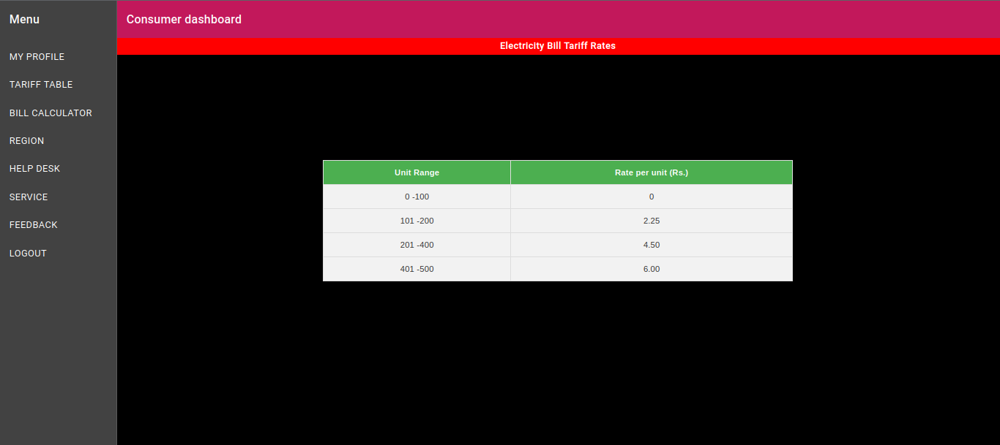 Menu
Consumer dashboard
Electricity Bill Tariff Rates
MY PROFILE
TARIFF TABLE
BILL CALCULATOR
REGION
HELP DESK
SERVICE
FEEDBACK
LOGOUT
Unit Range Rate per unit (Rs.)
0 -100 0
101 -200 2.25
201 -400 4.50
401 -500 6.00